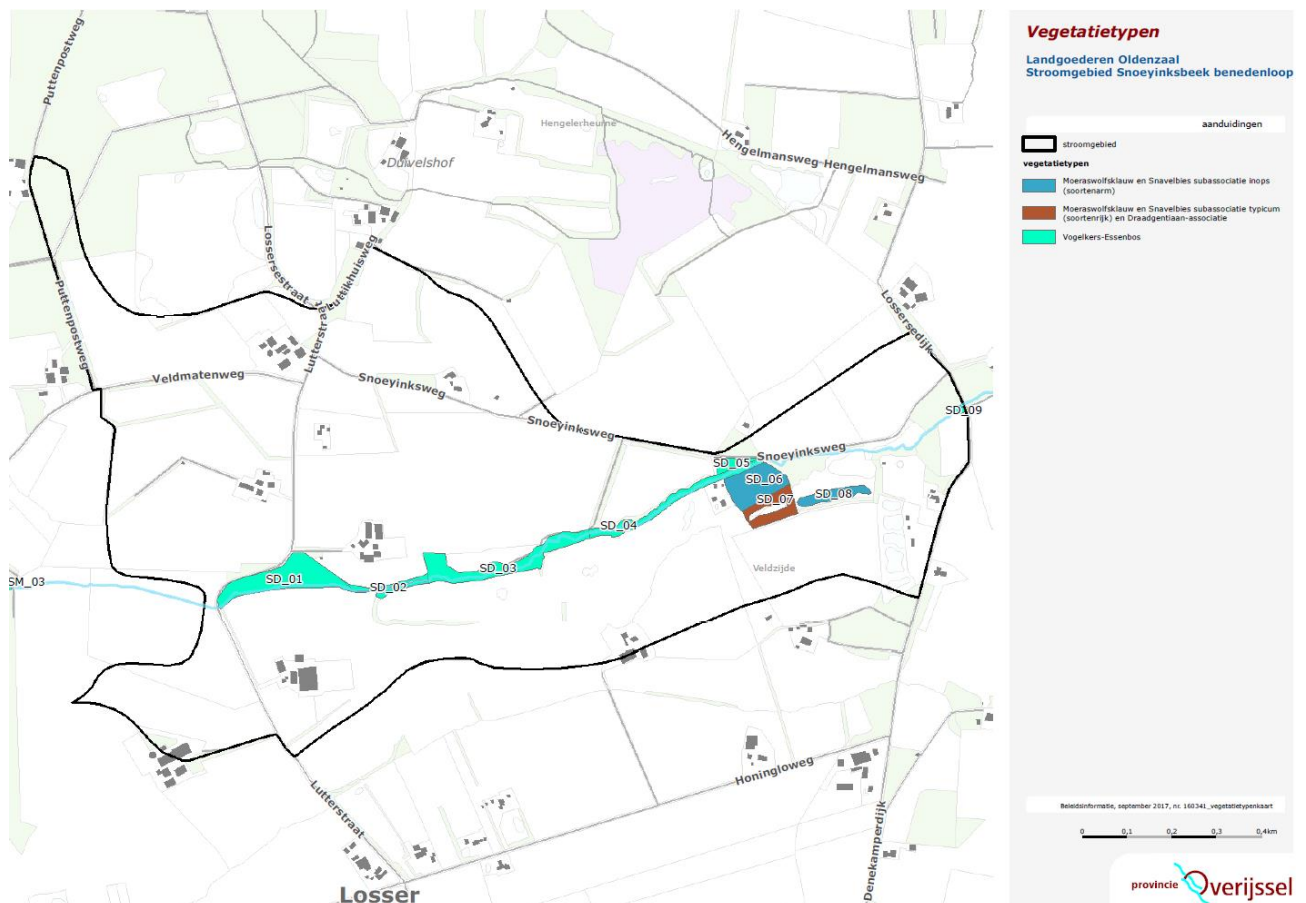 Puttenpostweg
Hengelerheurne
Duivelshof
Hengelmansweg Hengelmansweg
Lossersestraat
Luttikhuisweg
Puttenpostweg
Lutterstraat
Lossersedijk
Veldmatenweg
Snoeyinksweg
Snoeyinksweg
Snoeyinksweg
SD_09
SD_05
SD_06
SD_07
SD_08
SD_04
Veldzijde
SM_03
SD_01
SD_02
SD_03
Honingloweg
Lutterstraat
Denekamperdijk
Losser
Vegetatietypen
Landgoederen Oldenzaal
Stroomgebied Snoeyinksbeek benedenloop
aanduidingen
stroomgebied
vegetatietypen
Moeraswolfsklauw en Snavelbies subassociatie inops
(soortenarm)
Moeraswolfsklauw en Snavelbies subassociatie typicum
(soortenrijk) en Draadgentiaan-associatie
Vogelkers-Essenbos
Beleidsinformatie, september 2017, nr. 160341_vegetatietypenkaart
0 0,1 0,2 0,3 0,4km
provincie Overijssel